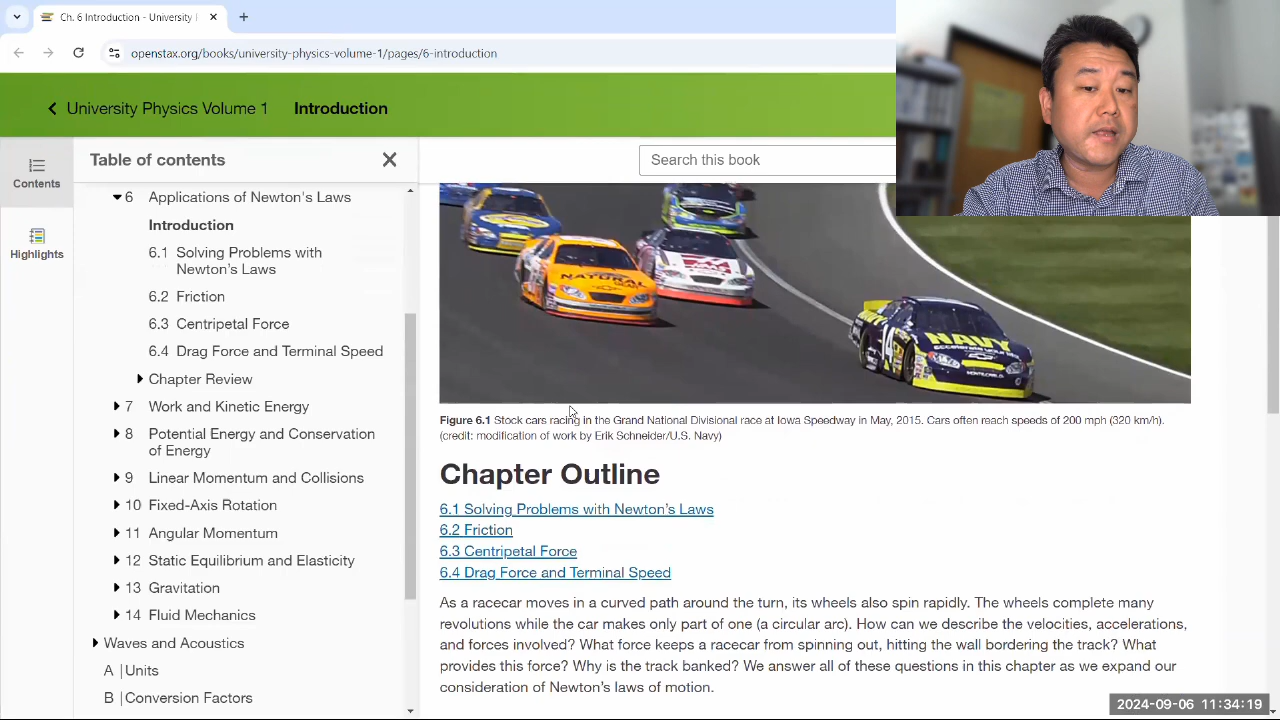 Ch. 6 Introduction - University
openstax.org/books/university-physics-volume-1/pages/6-introduction
University Physics Volume 1 Introduction
Contents
Highlights
Table of contents
6 Applications of Newton's Laws
Introduction
6.1 Solving Problems with
Newton's Laws
6.2 Friction
6.3 Centripetal Force
6.4 Drag Force and Terminal Speed
Chapter Review
7 Work and Kinetic Energy
8 Potential Energy and Conservation
of Energy
9 Linear Momentum and Collisions
10 Fixed-Axis Rotation
11 Angular Momentum
12 Static Equilibrium and Elasticity
13 Gravitation
14 Fluid Mechanics
Waves and Acoustics
A | Units
B | Conversion Factors
Search this book
NATURAL
14
NAVY
accelerate your life
Figure 6.1 Stock cars racing in the Grand National Divisional race at Iowa Speedway in May, 2015. Cars often reach speeds of 200 mph (320 km/h).
(credit: modification of work by Erik Schneider/U.S. Navy)
Chapter Outline
6.1 Solving Problems with Newton's Laws
6.2 Friction
6.3 Centripetal Force
6.4 Drag Force and Terminal Speed
As a racecar moves in a curved path around the turn, its wheels also spin rapidly. The wheels complete many
revolutions while the car makes only part of one (a circular arc). How can we describe the velocities, accelerations,
and forces involved? What force keeps a racecar from spinning out, hitting the wall bordering the track? What
provides this force? Why is the track banked? We answer all of these questions in this chapter as we expand our
consideration of Newton's laws of motion.
2024-09-06 11:34:19